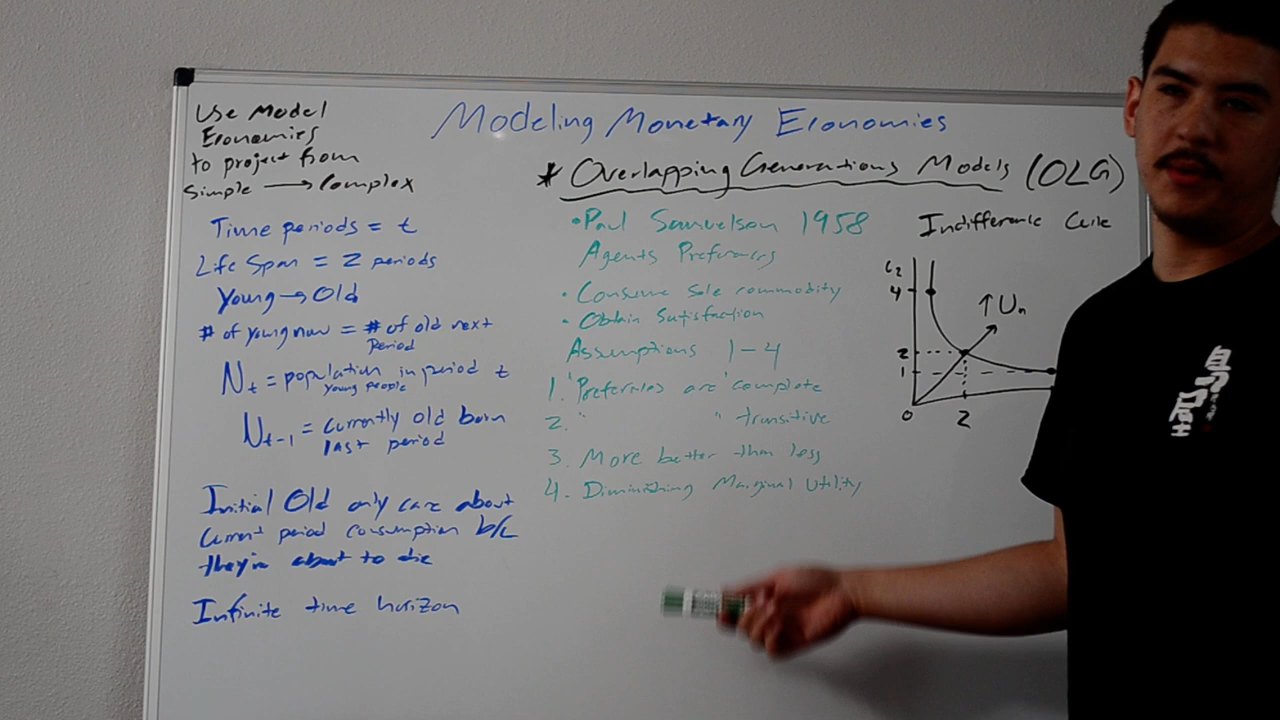 Use Model
Economies
to project from
Simple → Complex
Time periods = t
Life Span = 2 periods
Young → Old
# of young now = # of old next
Period
Nt = population in period t
young people
Nt-1 = currently old born
last period
Initial Old only care about
current period consumption b/c
they're about to die
Infinite time horizon
Modeling Monetary Economies
* Overlapping Generations Models (OLG)
• Paul Samuelson 1958
Agents Preferences
• Consume sole commodity
• Obtain Satisfaction
Assumptions 1-4
1. Preferences are complete
2. " " transitive
3. More better than less
4. Diminishing Marginal Utility
Indifference Curve
C2
4
↑Un
2
1
0
2
鳥
屋